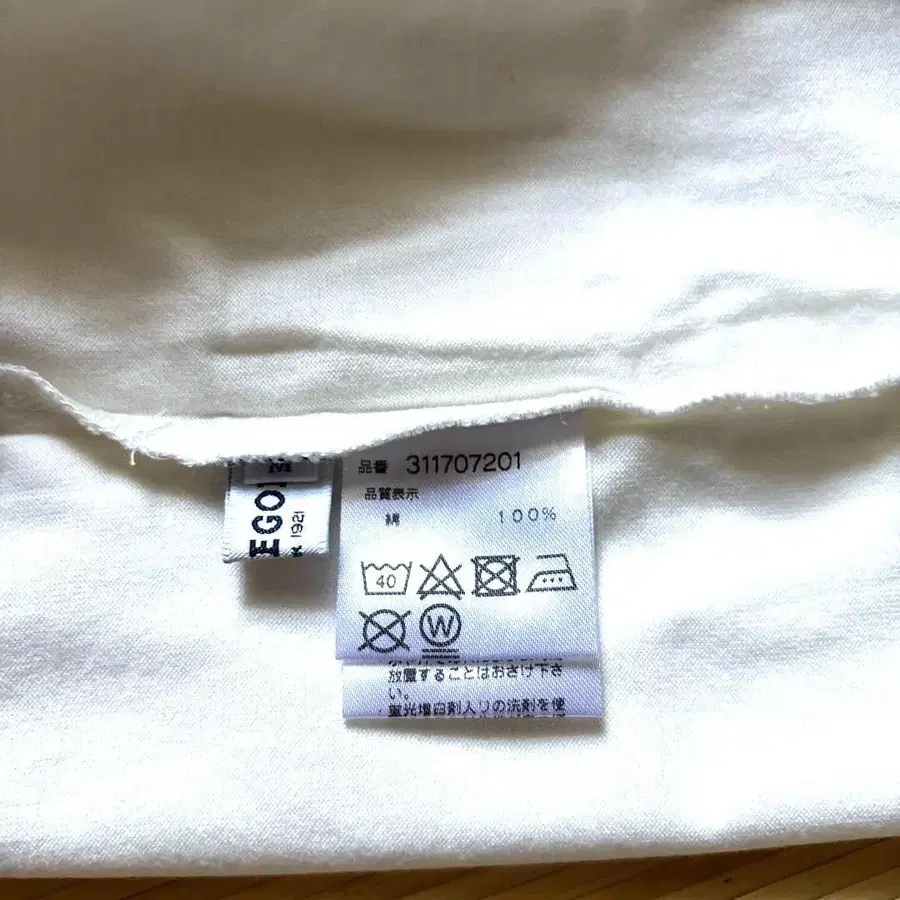 M
EGO
1921
品番 311707201
品質表示
綿 100%
40
W
放置することはおさけ下さ
い。
蛍光増白剤入りの洗剤を使